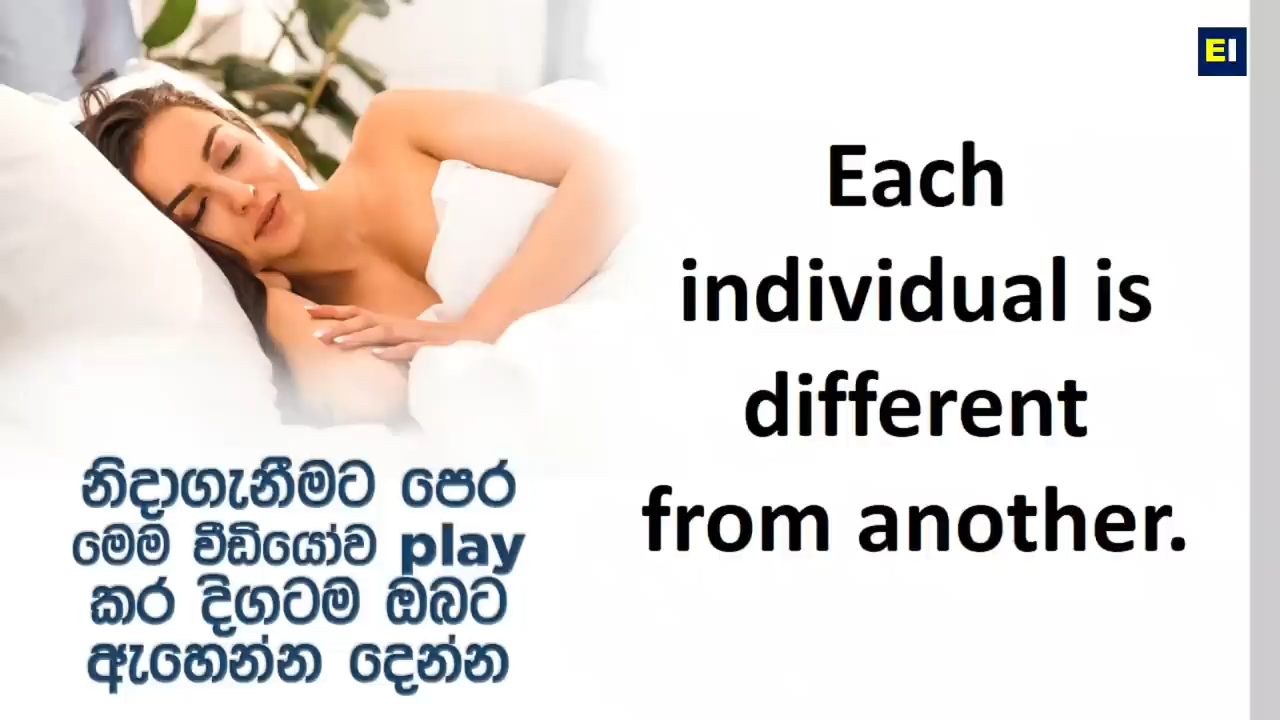 EI
Each
individual is
different
from another.
නිදාගැනීමට පෙර
මෙම වීඩියෝව play
කර දිගටම ඔබට
ඇහෙන්න දෙන්න